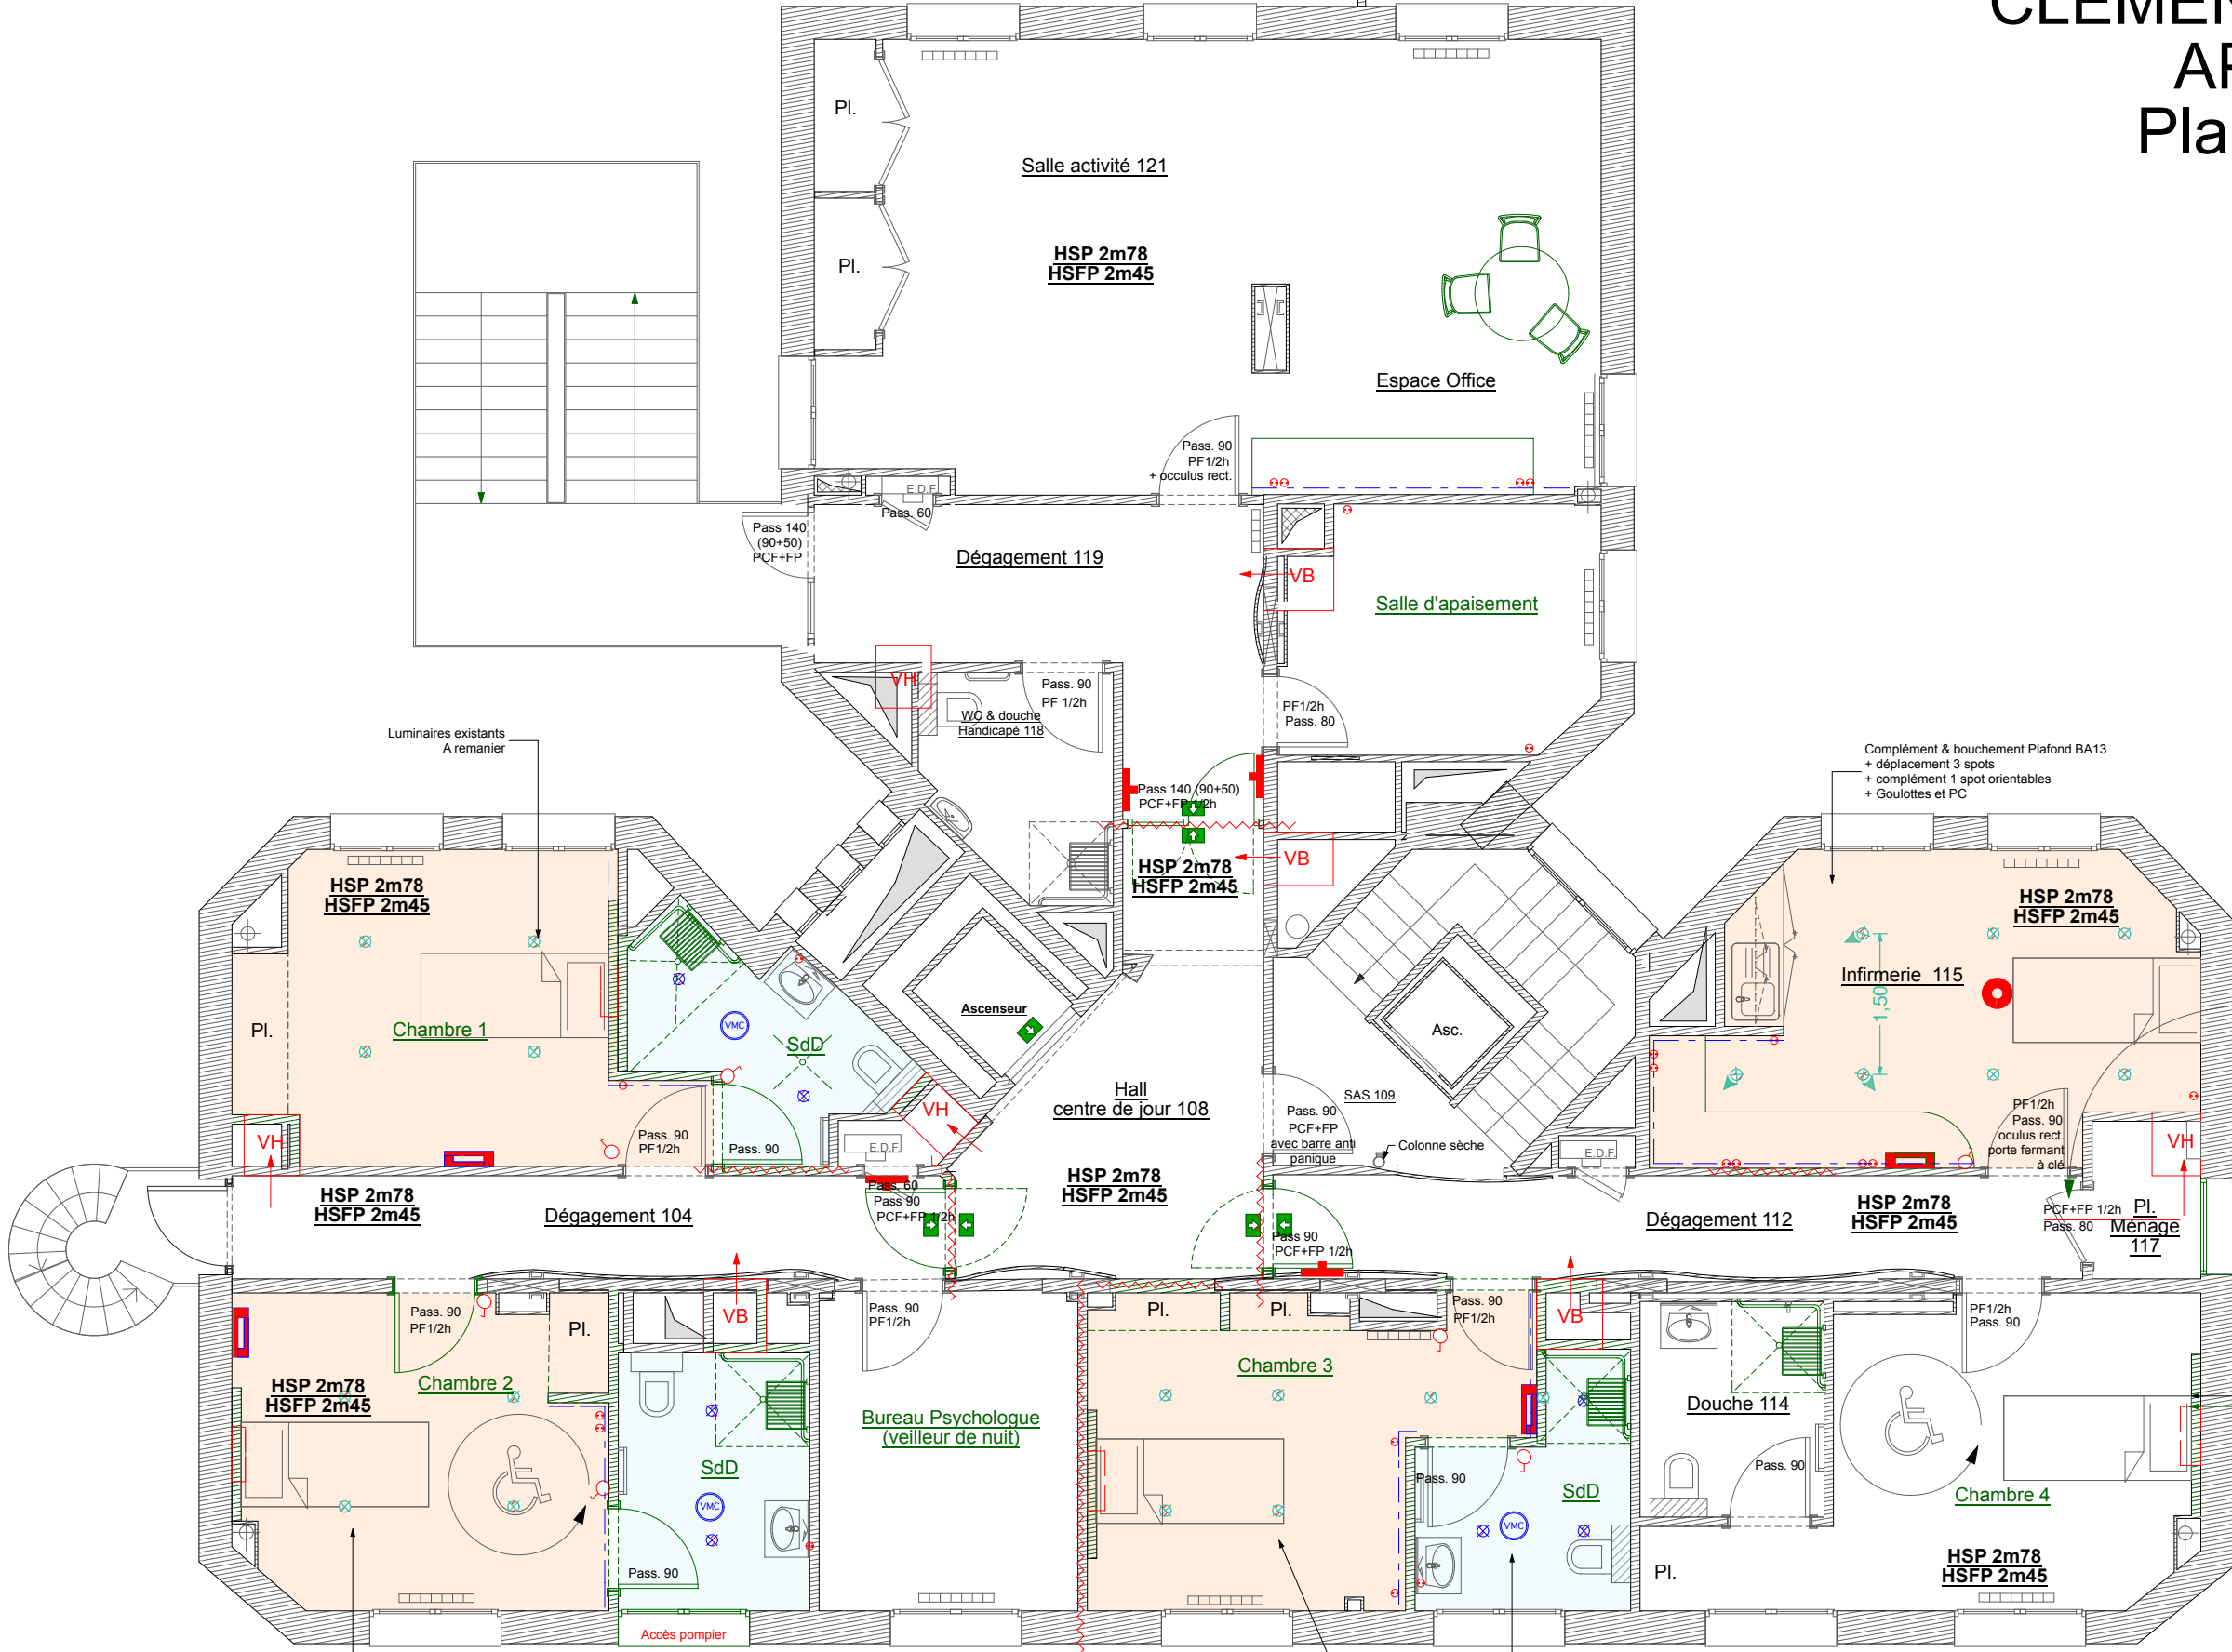 Pla
Pl.
Salle activité 121
HSP 2m78
HSFP 2m45
Pl.
Espace Office
Pass. 90
PF1/2h
+ occulus rect.
E.D.F.
Pass. 60
Pass 140
(90+50)
PCF+FP
Dégagement 119
VB
Salle d'apaisement
VH
Pass. 90
PF 1/2h
WC & douche
Handicapé 118
PF1/2h
Pass. 80
Luminaires existants
A remanier
Complément & bouchement Plafond BA13
+ déplacement 3 spots
+ complément 1 spot orientables
+ Goulottes et PC
Pass 140 (90+50)
PCF+FP 1/2h
VB
HSP 2m78
HSFP 2m45
HSP 2m78
HSFP 2m45
HSP 2m78
HSFP 2m45
Pl.
Chambre 1
VMC
SdD
Ascenseur
Asc.
Infirmerie 115
1,50
Hall
centre de jour 108
SAS 109
Pass. 90
PCF+FP
avec barre anti
panique
Colonne sèche
E.D.F.
PF1/2h
Pass. 90
oculus rect.
porte fermant
à clé
VH
VH
Pass. 90
PF1/2h
Pass. 90
E.D.F.
VH
HSP 2m78
HSFP 2m45
Dégagement 104
Pass. 60
Pass 90
PCF+FP 1/2h
HSP 2m78
HSFP 2m45
Pass 90
PCF+FP 1/2h
Dégagement 112
HSP 2m78
HSFP 2m45
PCF+FP 1/2h
Pass. 80
Pl.
Ménage
117
Pass. 90
PF1/2h
Pl.
VB
Pass. 90
PF1/2h
Pl.
Pl.
Pass. 90
PF1/2h
VB
PF1/2h
Pass. 90
HSP 2m78
HSFP 2m45
Chambre 2
Chambre 3
Bureau Psychologue
(veilleur de nuit)
Douche 114
SdD
VMC
Pass. 90
Pass. 90
SdD
VMC
Pass. 90
Chambre 4
Pl.
HSP 2m78
HSFP 2m45
Accès pompier